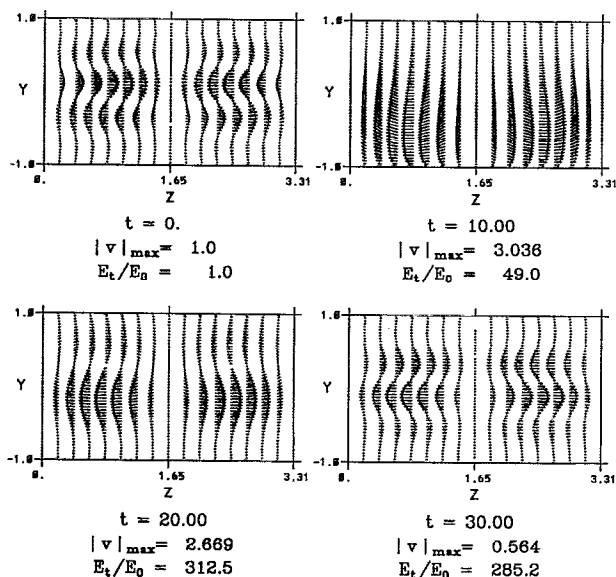 1.0
Y
-1.0
0.
1.65
3.31
Z
t = 0.
|v|max= 1.0
Et/E0 = 1.0
1.0
Y
-1.0
0.
1.65
3.31
Z
t = 10.00
|v|max= 3.036
Et/E0 = 49.0
1.0
Y
-1.0
0.
1.65
3.31
Z
t = 20.00
|v|max= 2.669
Et/E0 = 312.5
1.0
Y
-1.0
0.
1.65
3.31
Z
t = 30.00
|v|max= 0.564
Et/E0 = 285.2